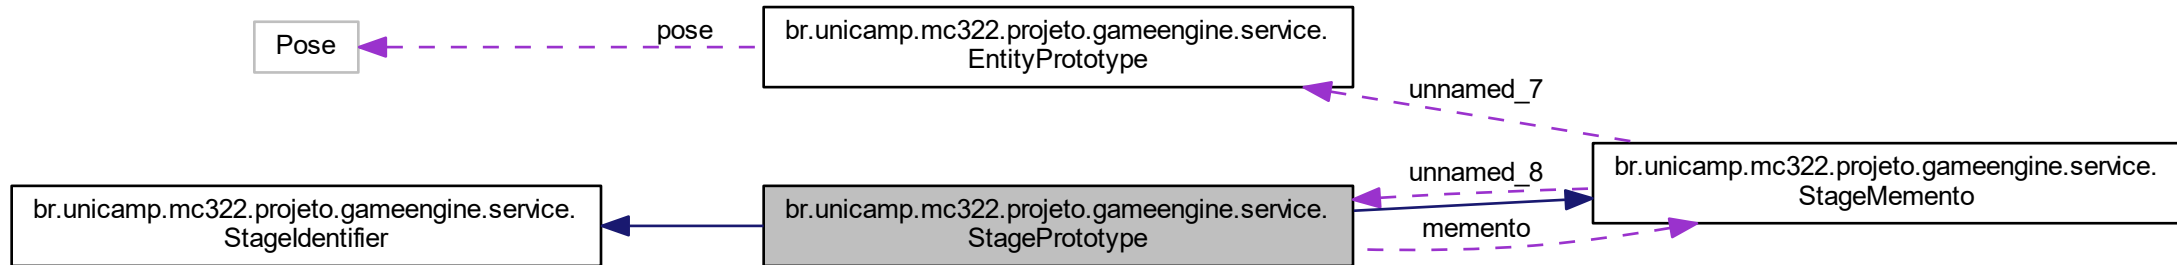 Pose
pose
br.unicamp.mc322.projeto.gameengine.service.
EntityPrototype
unnamed_7
br.unicamp.mc322.projeto.gameengine.service.
StageIdentifier
br.unicamp.mc322.projeto.gameengine.service.
StagePrototype
unnamed_8
memento
br.unicamp.mc322.projeto.gameengine.service.
StageMemento